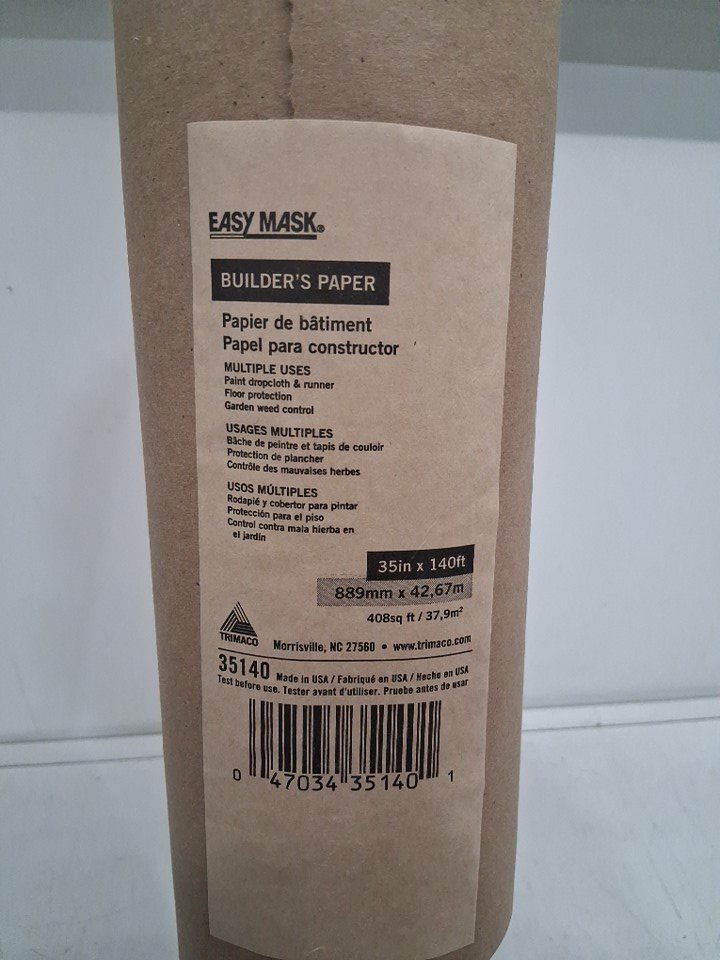 EASY MASK®
BUILDER'S PAPER
Papier de bâtiment
Papel para constructor
MULTIPLE USES
Paint dropcloth & runner
Floor protection
Garden weed control
USAGES MULTIPLES
Bâche de peintre et tapis de couloir
Protection de plancher
Contrôle des mauvaises herbes
USOS MÚLTIPLES
Rodapié y cobertor para pintar
Protección para el piso
Control contra mala hierba en
el jardín
35in x 140ft
889mm x 42,67m
408sq ft / 37,9m²
TRIMACO
Morrisville, NC 27560 • www.trimaco.com
35140 Made in USA / Fabriqué en USA / Heche en USA
Test before use. Tester avant d'utiliser. Pruebe antes de usar
0 47034 35140 1